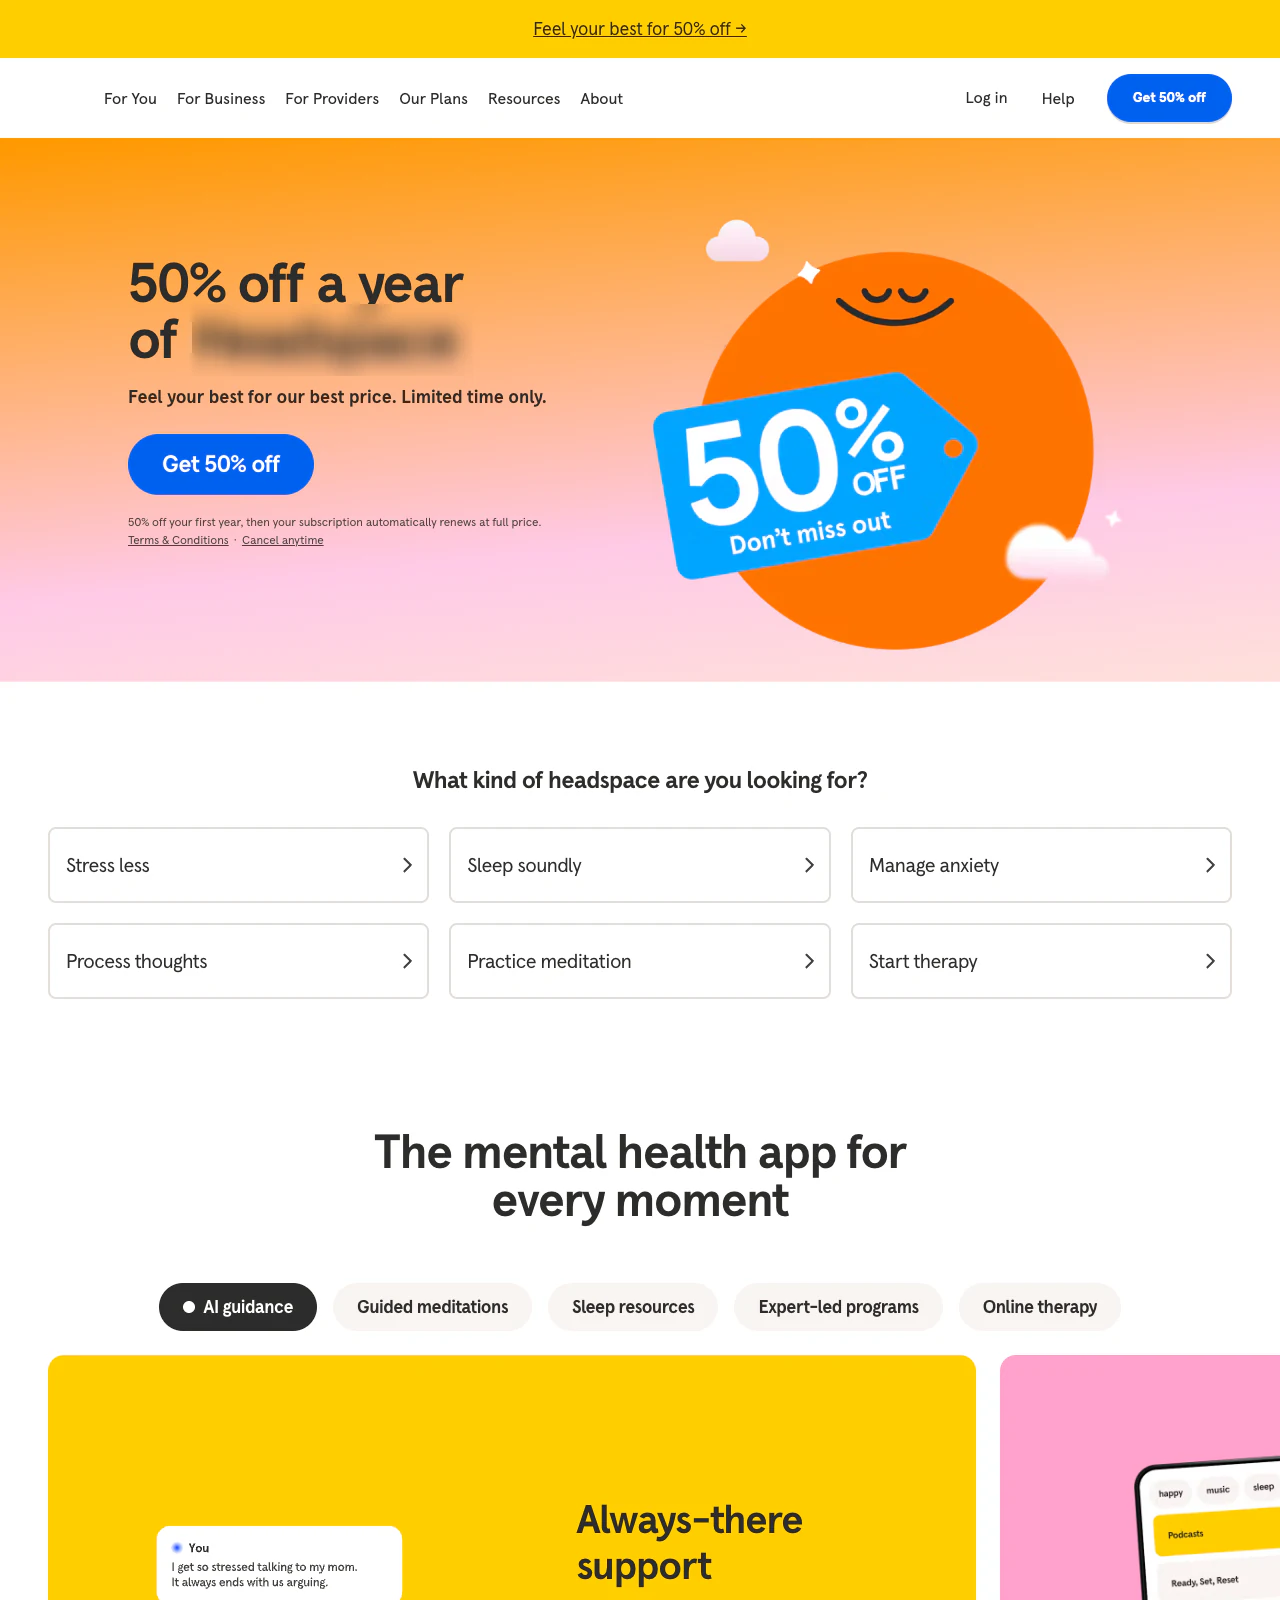 Feel your best for 50% off →
For You
For Business
For Providers
Our Plans
Resources
About
Log in
Help
Get 50% off
50% off a year
of
Feel your best for our best price. Limited time only.
Get 50% off
50% off your first year, then your subscription automatically renews at full price.
Terms & Conditions · Cancel anytime
50%
OFF
Don't miss out
What kind of headspace are you looking for?
Stress less
Sleep soundly
Manage anxiety
Process thoughts
Practice meditation
Start therapy
The mental health app for
every moment
AI guidance
Guided meditations
Sleep resources
Expert-led programs
Online therapy
You
I get so stressed talking to my mom.
It always ends with us arguing.
Always-there
support
happy
music
sleep
Podcasts
Ready, Set, Reset